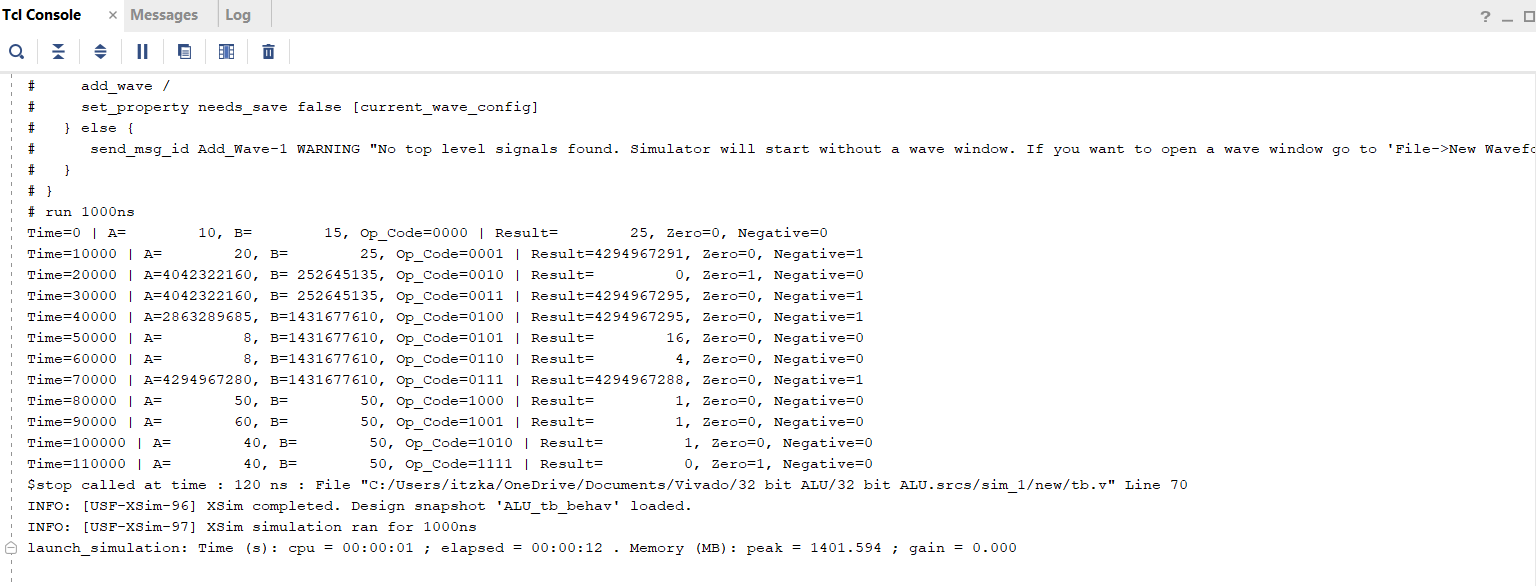 Tcl Console × Messages Log ? _
#     add_wave /
#     set_property needs_save false [current_wave_config]
#   } else {
#      send_msg_id Add_Wave-1 WARNING "No top level signals found. Simulator will start without a wave window. If you want to open a wave window go to 'File->New Wavefo
#   }
# }
# run 1000ns
Time=0 | A=        10, B=        15, Op_Code=0000 | Result=        25, Zero=0, Negative=0
Time=10000 | A=        20, B=        25, Op_Code=0001 | Result=4294967291, Zero=0, Negative=1
Time=20000 | A=4042322160, B= 252645135, Op_Code=0010 | Result=         0, Zero=1, Negative=0
Time=30000 | A=4042322160, B= 252645135, Op_Code=0011 | Result=4294967295, Zero=0, Negative=1
Time=40000 | A=2863289685, B=1431677610, Op_Code=0100 | Result=4294967295, Zero=0, Negative=1
Time=50000 | A=         8, B=1431677610, Op_Code=0101 | Result=        16, Zero=0, Negative=0
Time=60000 | A=         8, B=1431677610, Op_Code=0110 | Result=         4, Zero=0, Negative=0
Time=70000 | A=4294967280, B=1431677610, Op_Code=0111 | Result=4294967288, Zero=0, Negative=1
Time=80000 | A=        50, B=        50, Op_Code=1000 | Result=         1, Zero=0, Negative=0
Time=90000 | A=        60, B=        50, Op_Code=1001 | Result=         1, Zero=0, Negative=0
Time=100000 | A=        40, B=        50, Op_Code=1010 | Result=         1, Zero=0, Negative=0
Time=110000 | A=        40, B=        50, Op_Code=1111 | Result=         0, Zero=1, Negative=0
$stop called at time : 120 ns : File "C:/Users/itzka/OneDrive/Documents/Vivado/32 bit ALU/32 bit ALU.srcs/sim_1/new/tb.v" Line 70
INFO: [USF-XSim-96] XSim completed. Design snapshot 'ALU_tb_behav' loaded.
INFO: [USF-XSim-97] XSim simulation ran for 1000ns
launch_simulation: Time (s): cpu = 00:00:01 ; elapsed = 00:00:12 . Memory (MB): peak = 1401.594 ; gain = 0.000